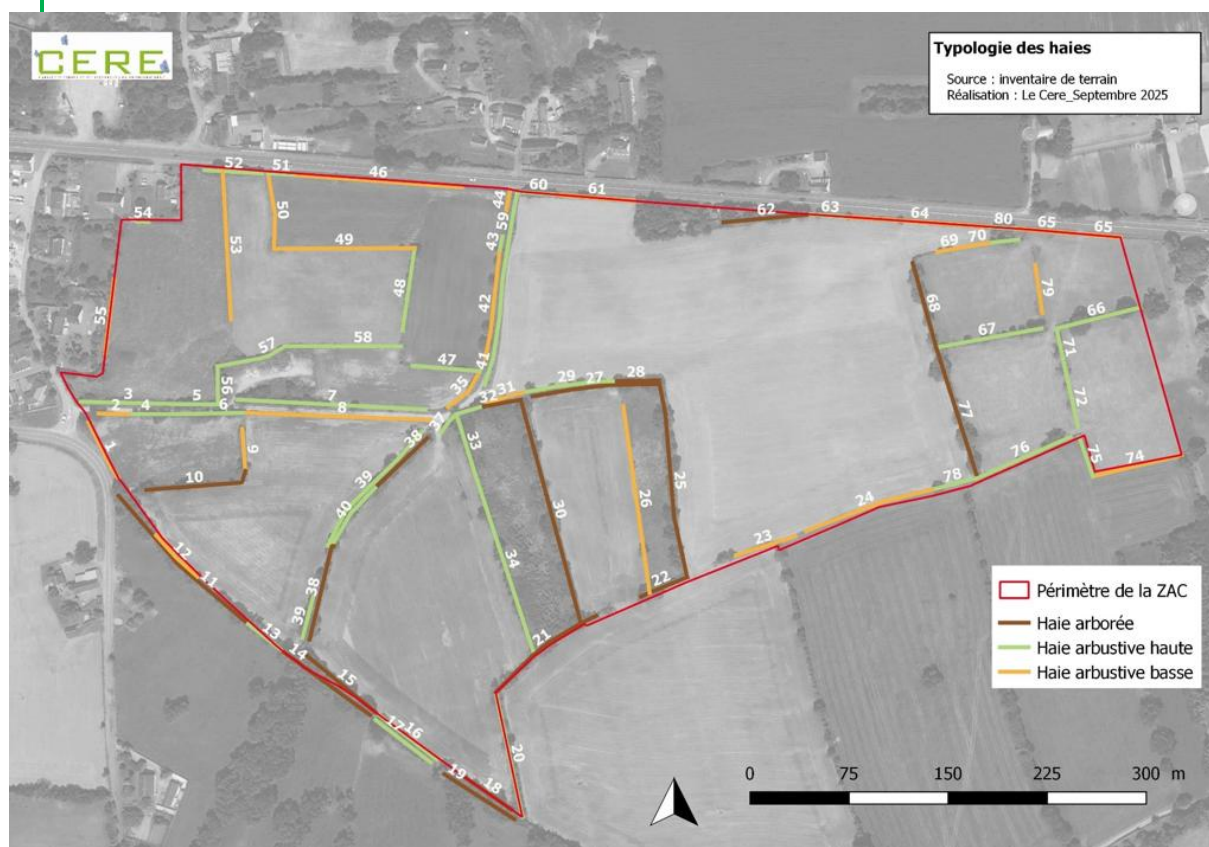 CERE
Typologie des haies
Source : inventaire de terrain
Réalisation : Le Cere_Septembre 2025
52 51 46 60 61 62 63 64 80 65 65
54 50 44 59 69 70
53 49 43 48 42 68 79 66
55 67 71
57 58 47 41 72
56 35 28
3 5 7 32 31 29 27
2 4 6 8 37 33 77 76 75 74
1 9 38
10 39 30 26 25 78
40 24
12 34 23
11 38 22
39
13 21
14
15
17 16 20
19 18
Périmètre de la ZAC
Haie arborée
Haie arbustive haute
Haie arbustive basse
0 75 150 225 300 m